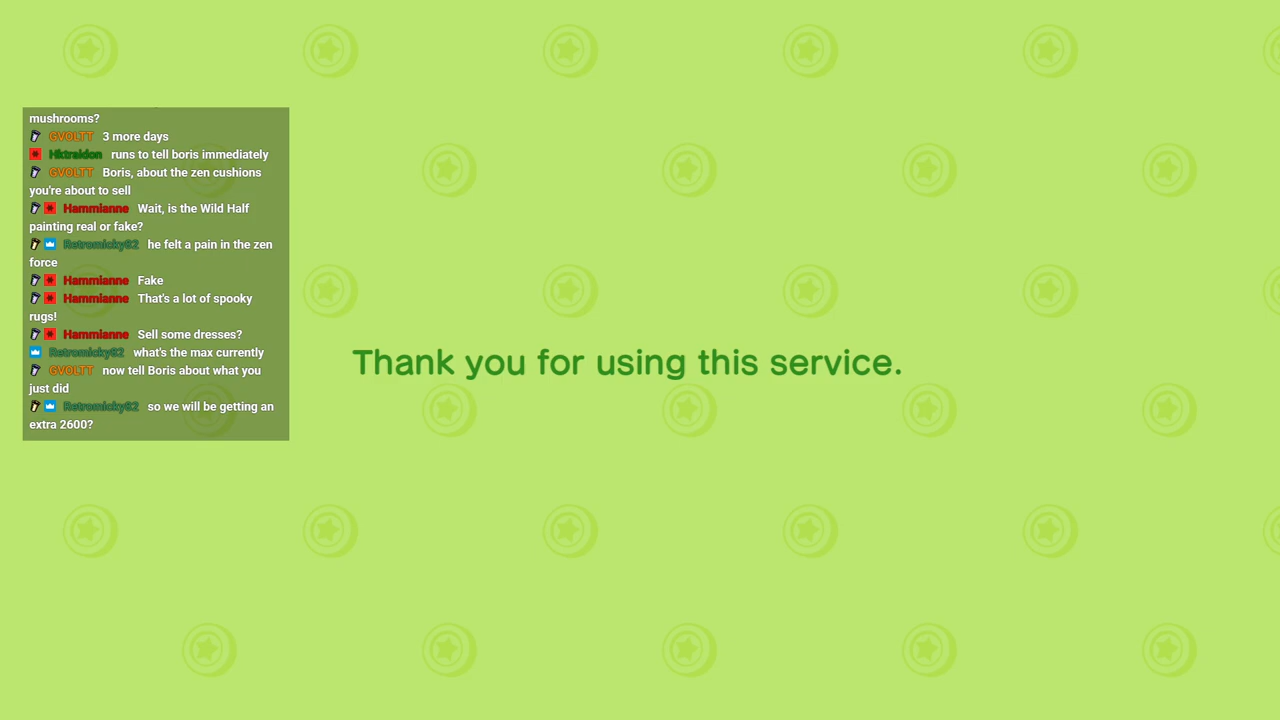 mushrooms?
GVOLTT 3 more days
Hktraidon runs to tell boris immediately
GVOLTT Boris, about the zen cushions
you're about to sell
Hammianne Wait, is the Wild Half
painting real or fake?
Retromicky82 he felt a pain in the zen
force
Hammianne Fake
Hammianne That's a lot of spooky
rugs!
Hammianne Sell some dresses?
Retromicky82 what's the max currently
GVOLTT now tell Boris about what you
just did
Retromicky82 so we will be getting an
extra 2600?
Thank you for using this service.